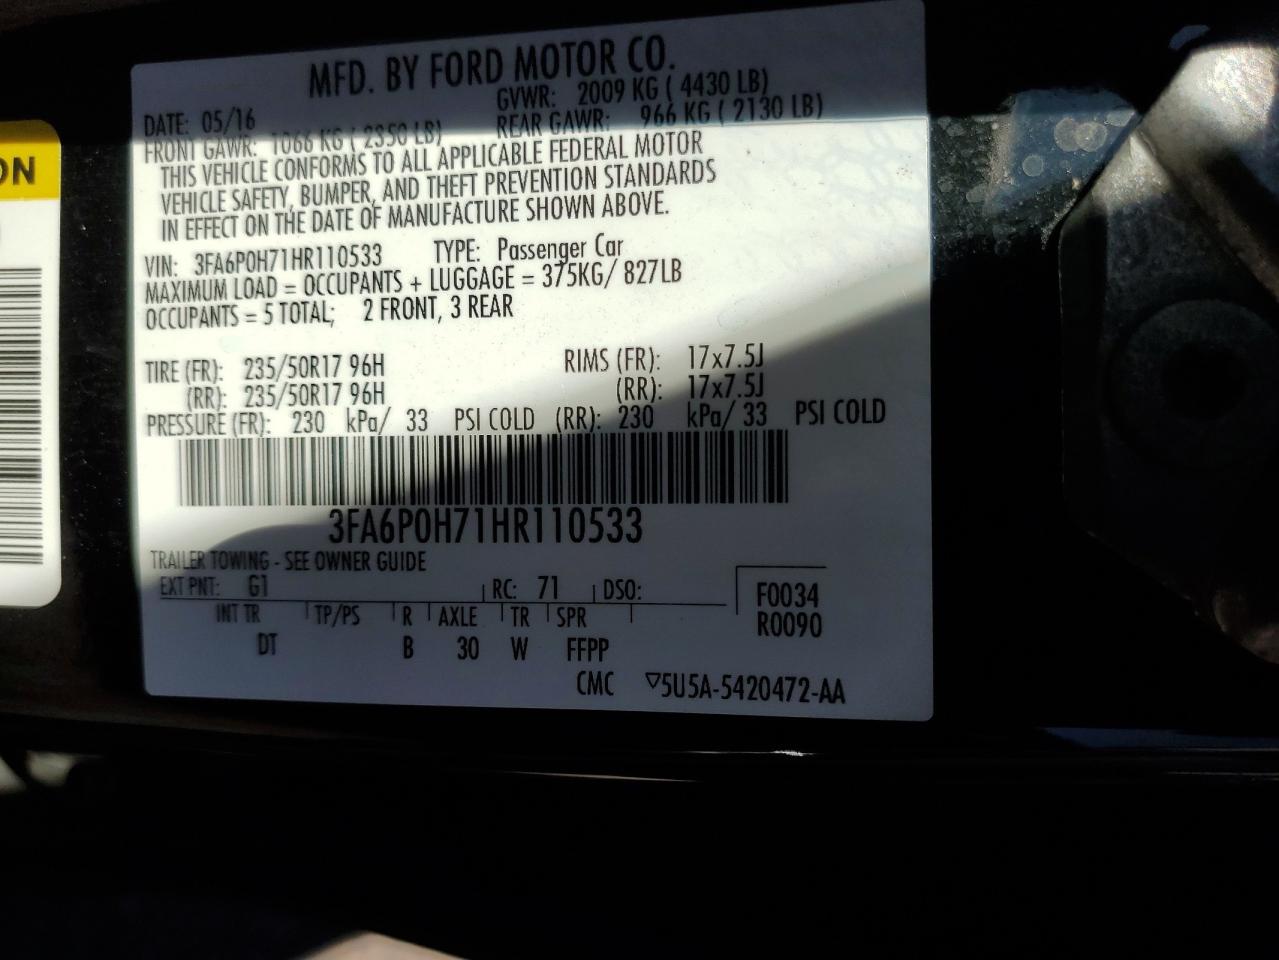 MFD. BY FORD MOTOR CO.
DATE: 05/16 GVWR: 2009 KG ( 4430 LB)
FRONT GAWR: 1066 KG ( 2350 LB) REAR GAWR: 966 KG ( 2130 LB)
THIS VEHICLE CONFORMS TO ALL APPLICABLE FEDERAL MOTOR
VEHICLE SAFETY, BUMPER, AND THEFT PREVENTION STANDARDS
IN EFFECT ON THE DATE OF MANUFACTURE SHOWN ABOVE.
VIN: 3FA6P0H71HR110533 TYPE: Passenger Car
MAXIMUM LOAD = OCCUPANTS + LUGGAGE = 375KG/ 827LB
OCCUPANTS = 5 TOTAL; 2 FRONT, 3 REAR
TIRE (FR): 235/50R17 96H RIMS (FR): 17x7.5J
(RR): 235/50R17 96H (RR): 17x7.5J
PRESSURE (FR): 230 kPa/ 33 PSI COLD (RR): 230 kPa/ 33 PSI COLD
3FA6P0H71HR110533
TRAILER TOWING - SEE OWNER GUIDE
EXT PNT: G1 RC: 71 DSO:
F0034
R0090
INT TR TP/PS R AXLE TR SPR
DT B 30 W FFPP
CMC ▽5U5A-5420472-AA